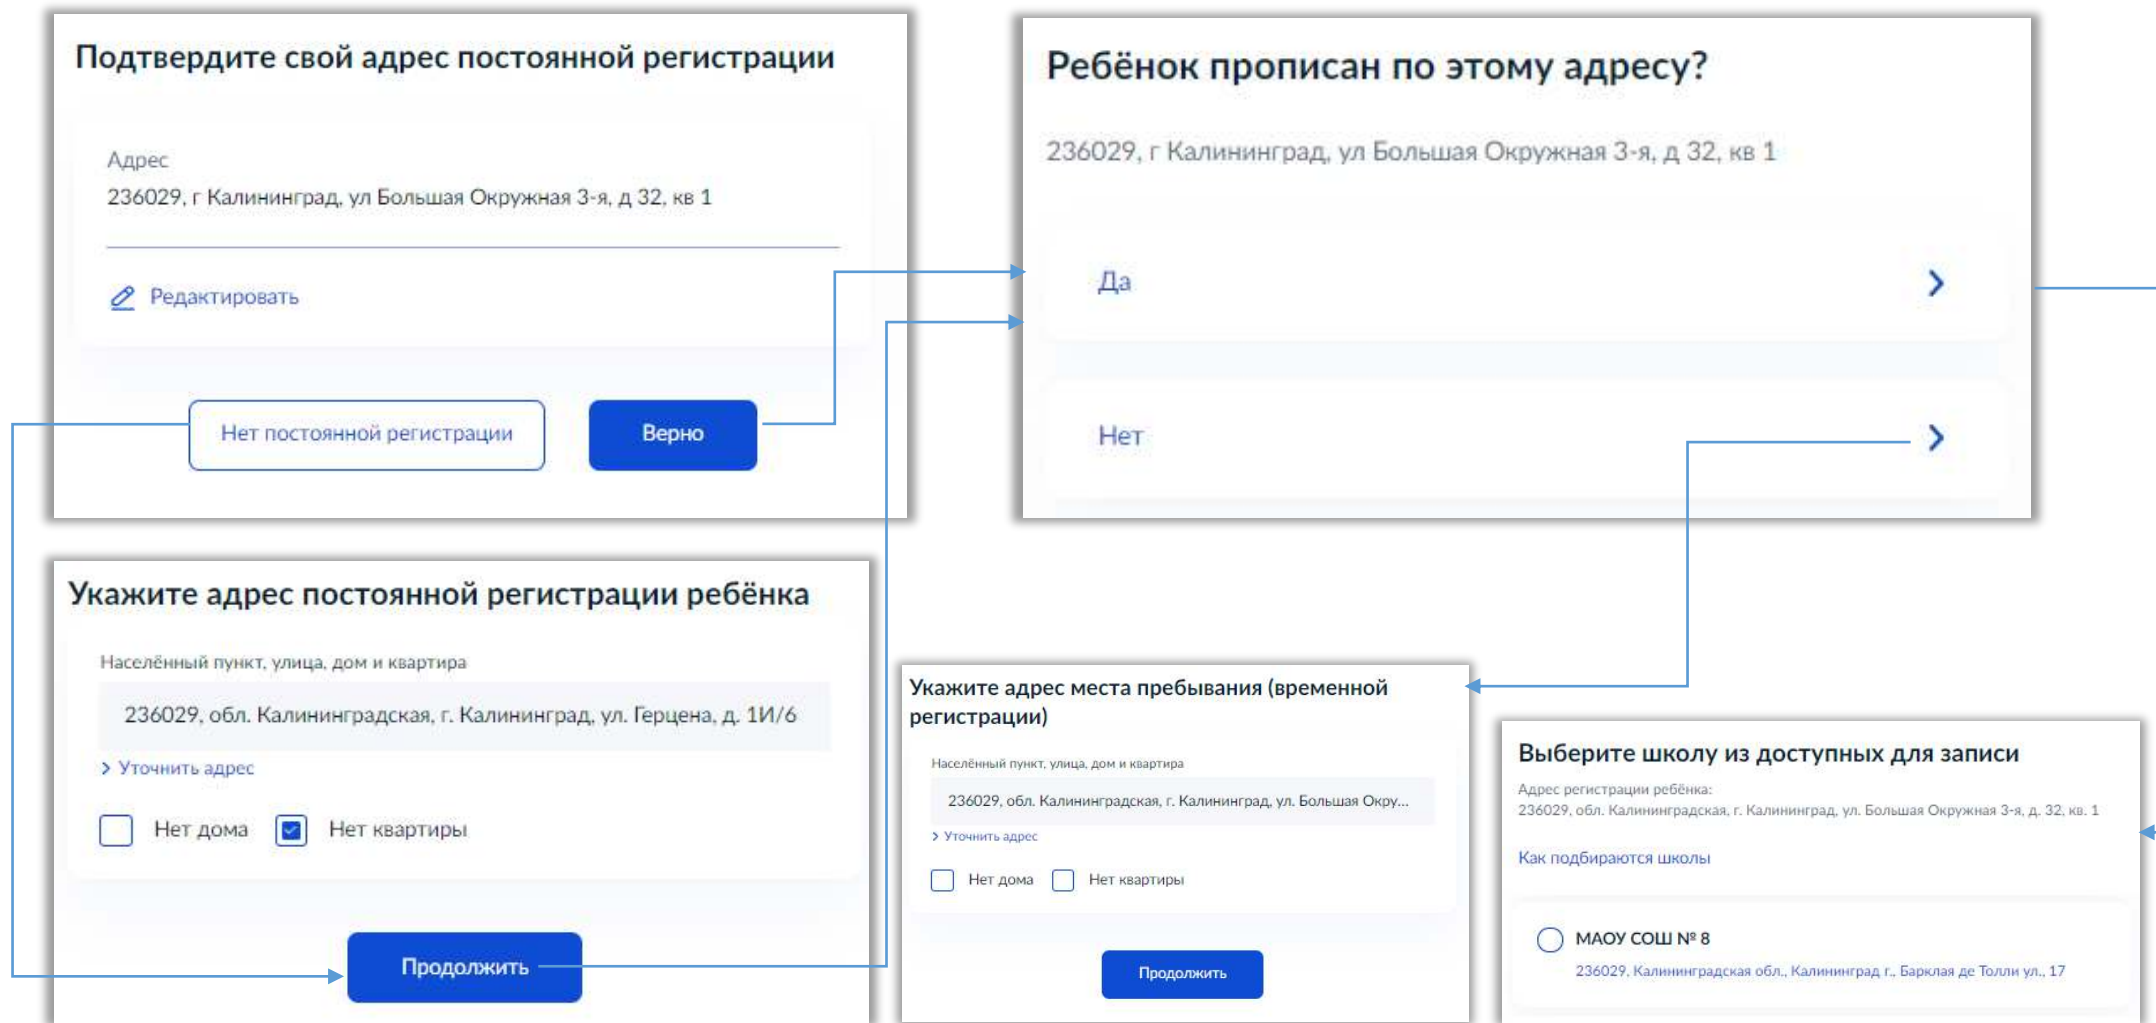 Подтвердите свой адрес постоянной регистрации
Адрес
236029, г Калининград, ул Большая Окружная 3-я, д 32, кв 1
Редактировать
Нет постоянной регистрации
Верно
Ребёнок прописан по этому адресу?
236029, г Калининград, ул Большая Окружная 3-я, д 32, кв 1
Да
Нет
Укажите адрес постоянной регистрации ребёнка
Населённый пункт, улица, дом и квартира
236029, обл. Калининградская, г. Калининград, ул. Герцена, д. 1И/6
Уточнить адрес
Нет дома
Нет квартиры
Продолжить
Укажите адрес места пребывания (временной
регистрации)
Населённый пункт, улица, дом и квартира
236029, обл. Калининградская, г. Калининград, ул. Большая Окру...
Уточнить адрес
Нет дома
Нет квартиры
Продолжить
Выберите школу из доступных для записи
Адрес регистрации ребёнка:
236029, обл. Калининградская, г. Калининград, ул. Большая Окружная 3-я, д. 32, кв. 1
Как подбираются школы
МАОУ СОШ № 8
236029, Калининградская обл., Калининград г., Барклая де Толли ул., 17